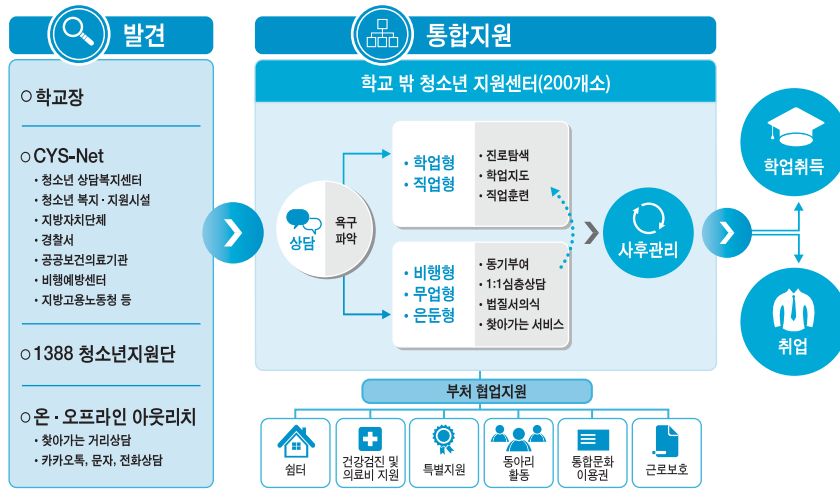 발견
○ 학교장
○ CYS-Net
• 청소년 상담복지센터
• 청소년 복지 · 지원시설
• 지방자치단체
• 경찰서
• 공공보건의료기관
• 비행예방센터
• 지방고용노동청 등
○ 1388 청소년지원단
○ 온 · 오프라인 아웃리치
• 찾아가는 거리상담
• 카카오톡, 문자, 전화상담
통합지원
학교 밖 청소년 지원센터(200개소)
상담
욕구
파악
• 학업형
• 직업형
• 진로탐색
• 학업지도
• 직업훈련
• 비행형
• 무업형
• 은둔형
• 동기부여
• 1:1심층상담
• 법질서의식
• 찾아가는 서비스
사후관리
학업취득
취업
부처 협업지원
쉼터
건강검진 및
의료비 지원
특별지원
동아리
활동
통합문화
이용권
근로보호